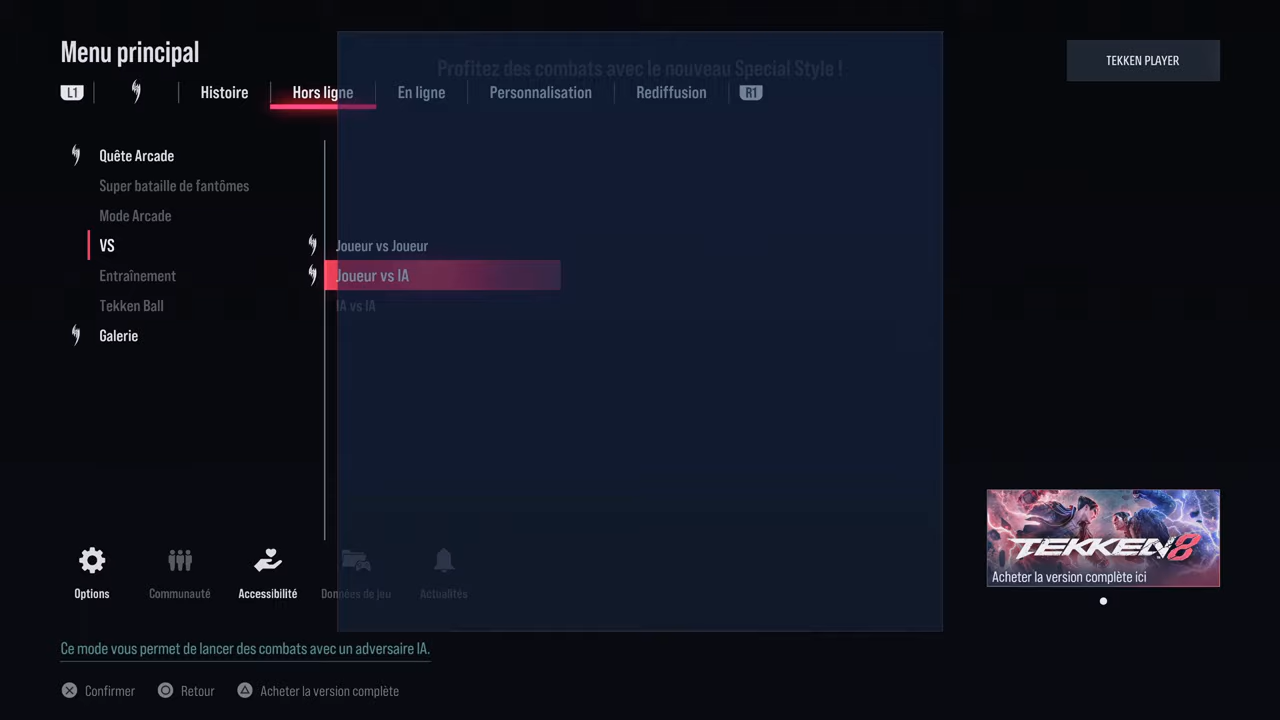 Menu principal
Profitez des combats avec le nouveau Special Style !
TEKKEN PLAYER
L1
Histoire
Hors ligne
En ligne
Personnalisation
Rediffusion
R1
Quête Arcade
Super bataille de fantômes
Mode Arcade
VS
Entraînement
Tekken Ball
Galerie
Joueur vs Joueur
Joueur vs IA
IA vs IA
TEKKEN 8
Acheter la version complète ici
Options
Communauté
Accessibilité
Données de jeu
Actualités
Ce mode vous permet de lancer des combats avec un adversaire IA.
Confirmer
Retour
Acheter la version complète